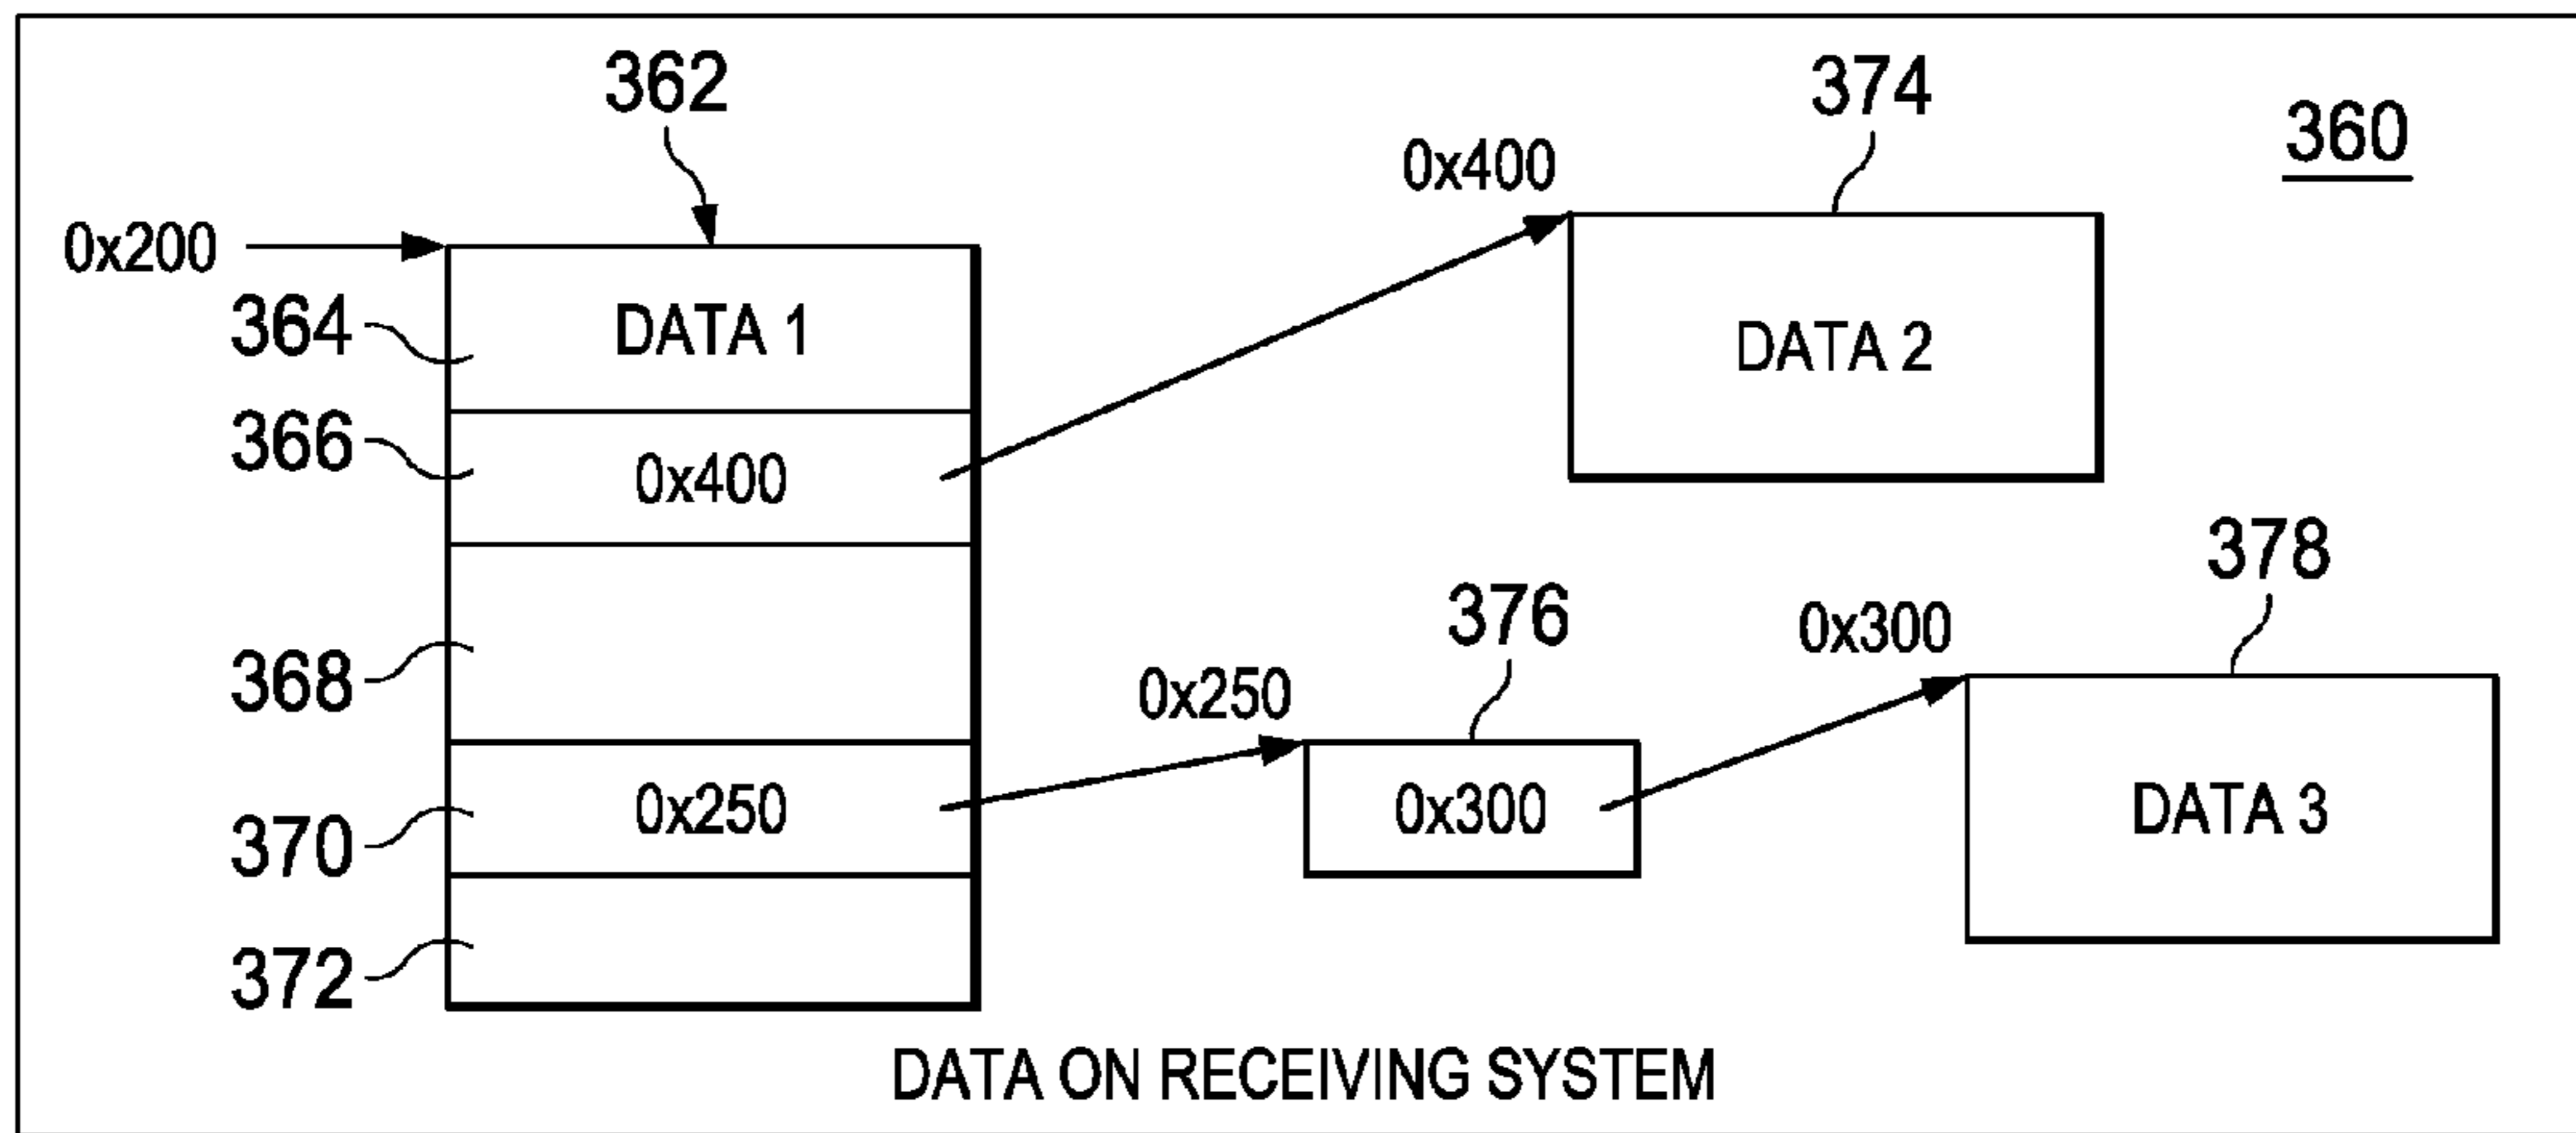 362
374
360
0x400
0x200
364
DATA 1
DATA 2
366
0x400
378
376
0x300
368
0x250
370
0x250
0x300
DATA 3
372
DATA ON RECEIVING SYSTEM